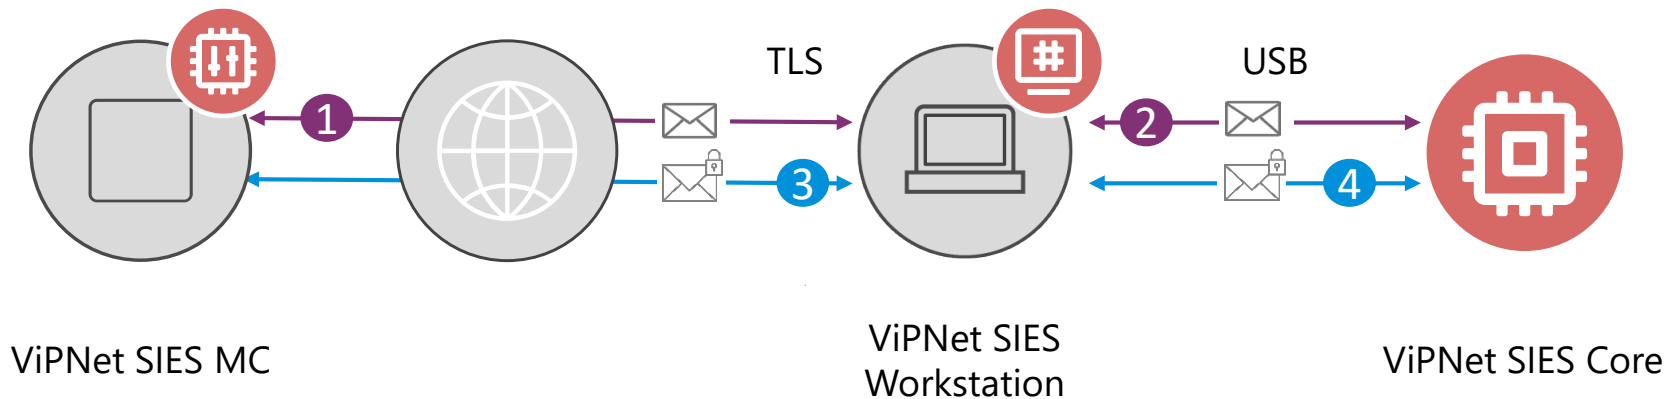 TLS
USB
1
2
3
4
ViPNet SIES MC
ViPNet SIES
Workstation
ViPNet SIES Core